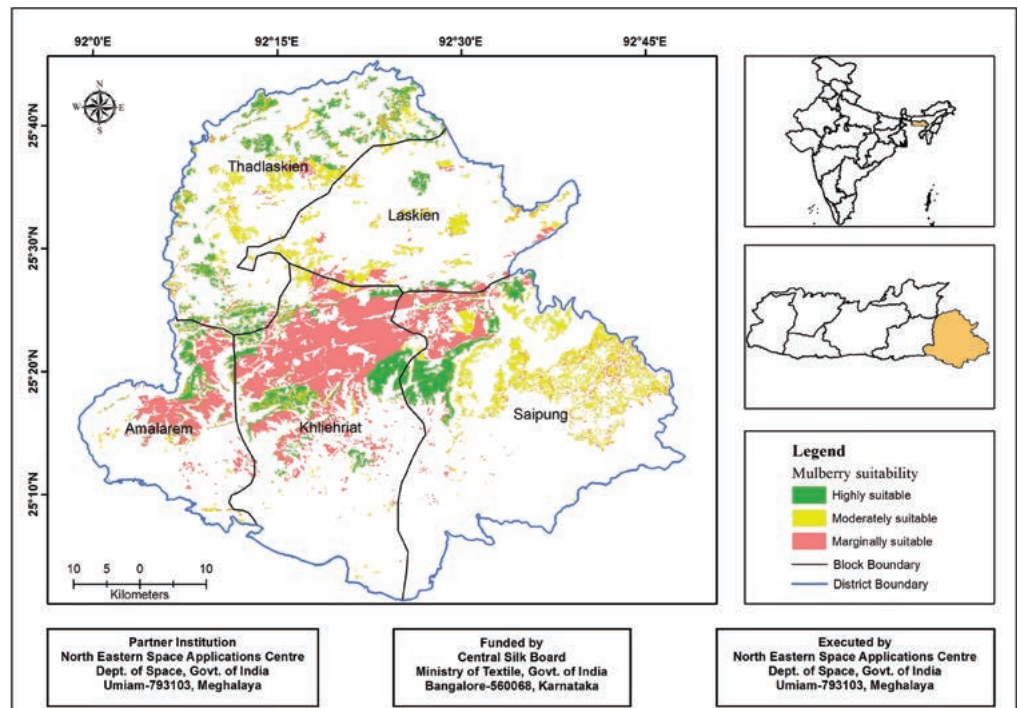 92°0'E 92°15'E 92°30'E 92°45'E
25°40'N
25°30'N
25°20'N
25°10'N
N
W E
S
Thadlaskien
Laskien
Amalarem
Khliehriat
Saipung
10 5 0 10
Kilometers
Legend
Mulberry suitability
Highly suitable
Moderately suitable
Marginally suitable
Block Boundary
District Boundary
Partner Institution
North Eastern Space Applications Centre
Dept. of Space, Govt. of India
Umiam-793103, Meghalaya
Funded by
Central Silk Board
Ministry of Textile, Govt. of India
Bangalore-560068, Karnataka
Executed by
North Eastern Space Applications Centre
Dept. of Space, Govt. of India
Umiam-793103, Meghalaya